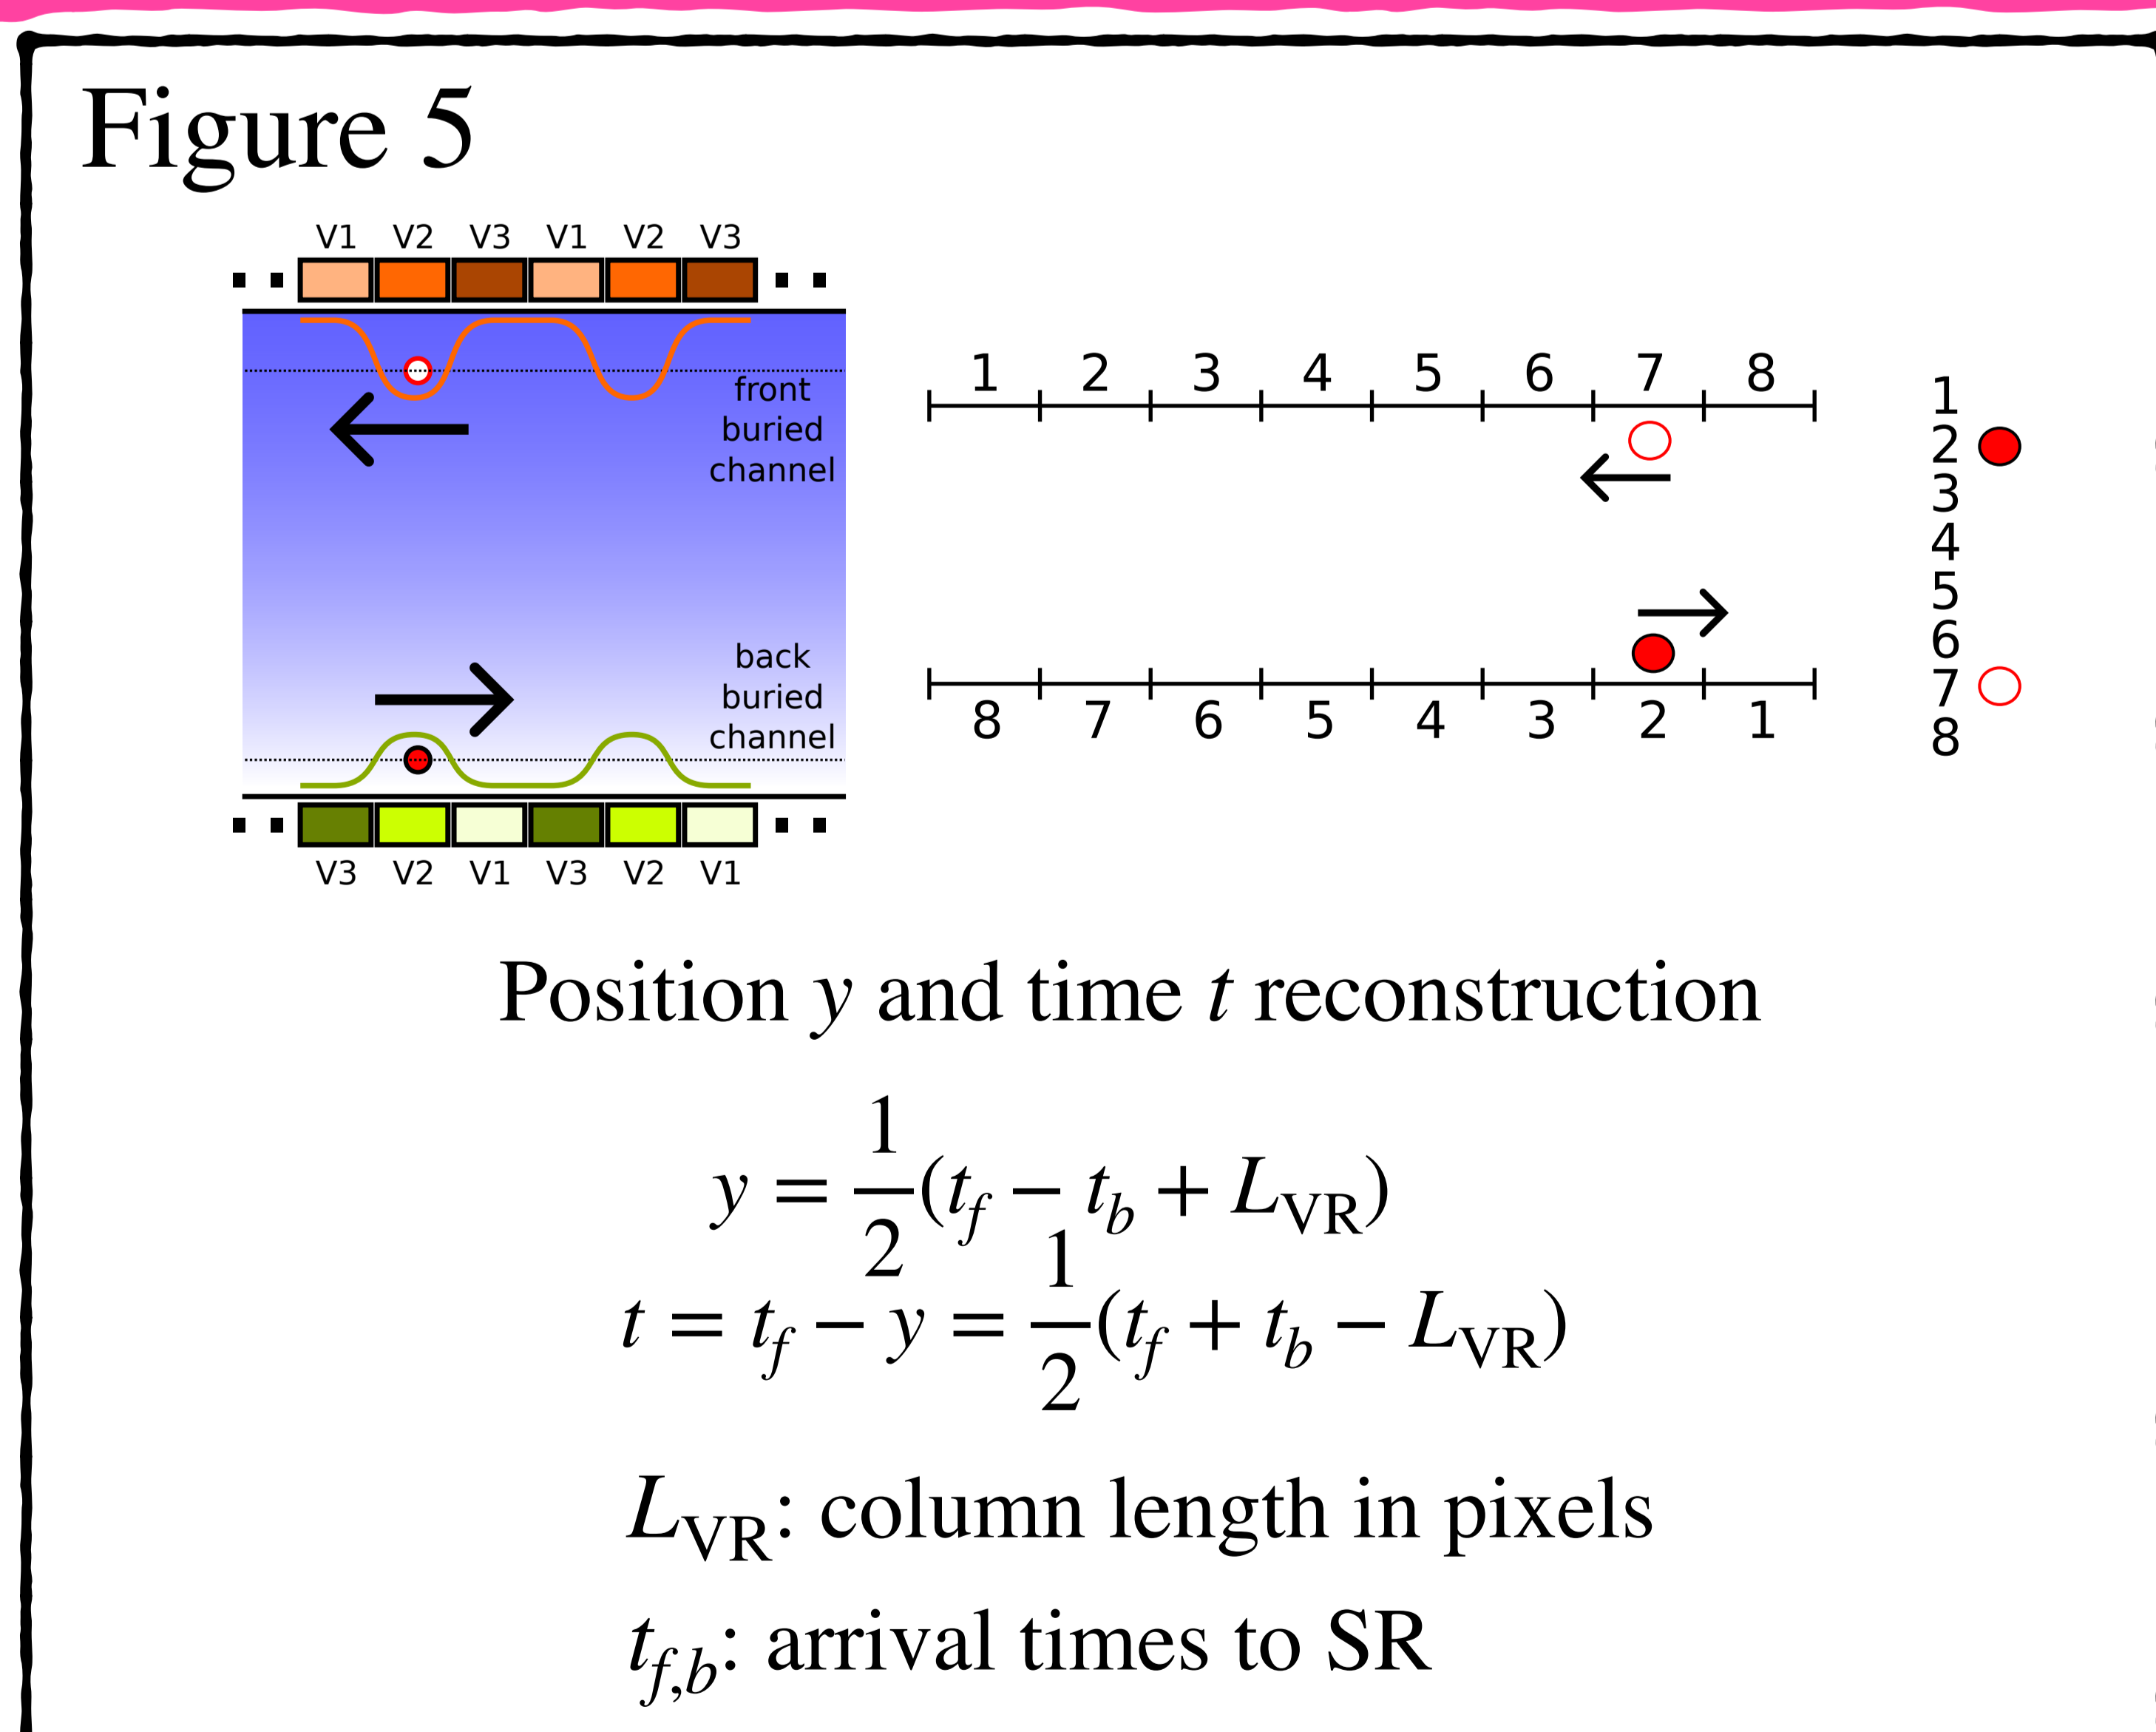 Figure 5
V1 V2 V3 V1 V2 V3
front
buried
channel
back
buried
channel
V3 V2 V1 V3 V2 V1
1 2 3 4 5 6 7 8
8 7 6 5 4 3 2 1
1
2
3
4
5
6
7
8
Position y and time t reconstruction
y = 1/2 (t_f − t_b + L_VR)
t = t_f − y = 1/2 (t_f + t_b − L_VR)
L_VR: column length in pixels
t_f,b: arrival times to SR